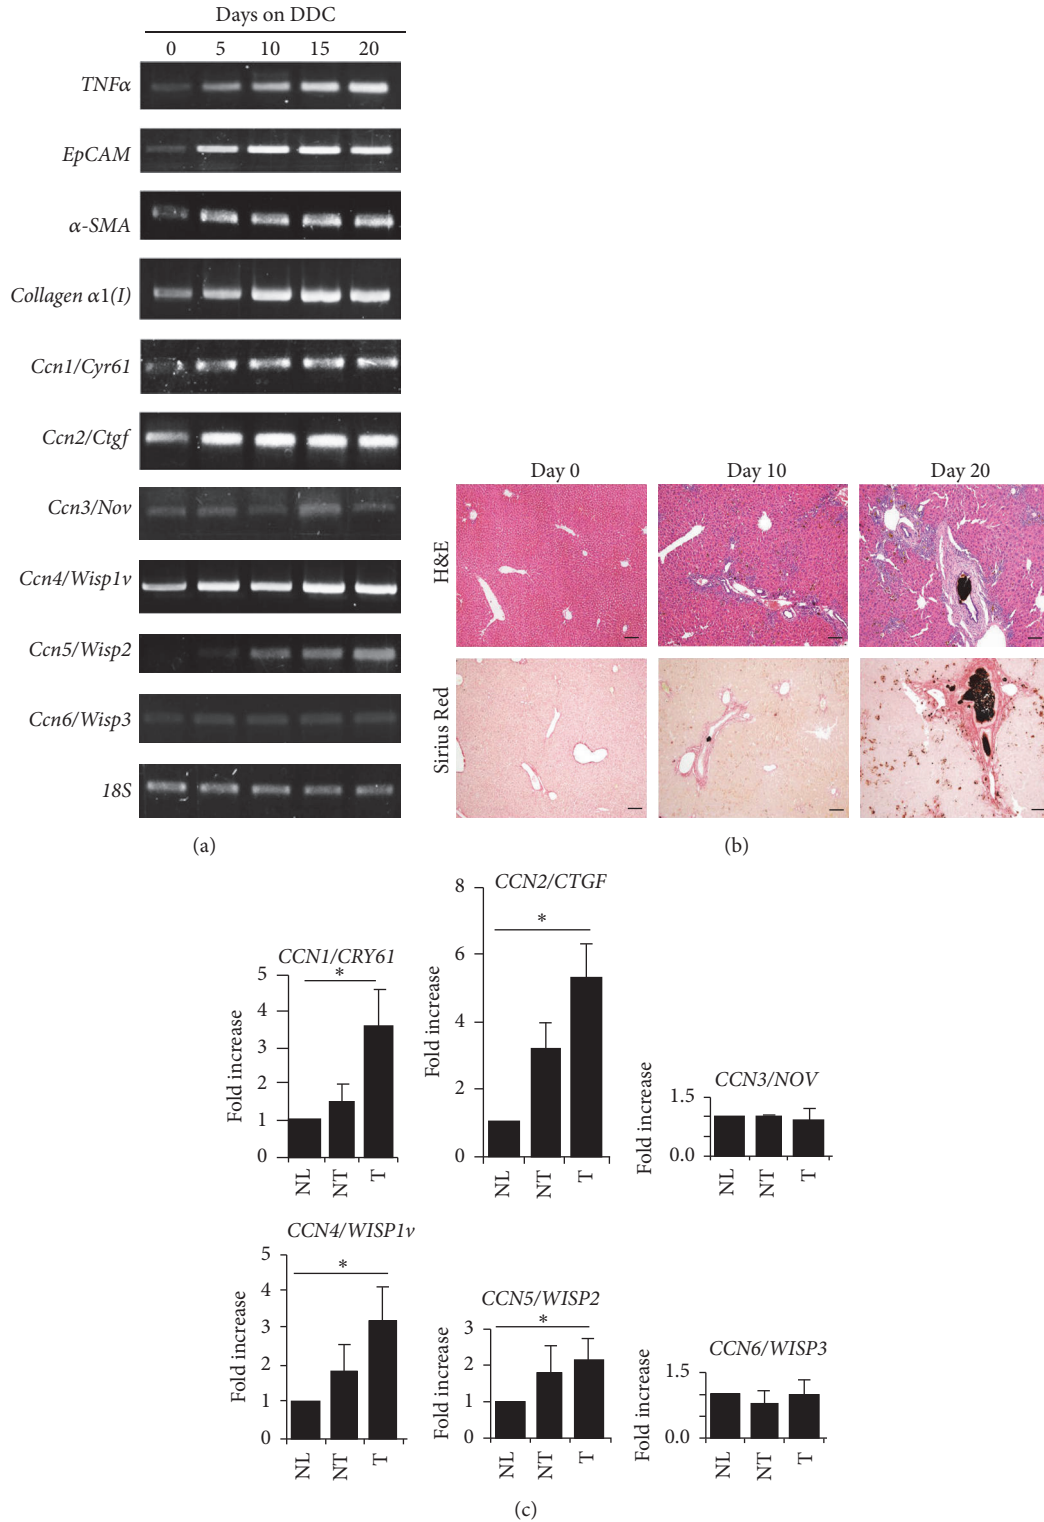 Days on DDC
0 5 10 15 20
TNFα
EpCAM
α-SMA
Collagen α1(I)
Ccn1/Cyr61
Ccn2/Ctgf
Ccn3/Nov
Ccn4/Wisp1v
Ccn5/Wisp2
Ccn6/Wisp3
18S
(a)
Day 0 Day 10 Day 20
H&E
Sirius Red
(b)
CCN1/CRY61
*
Fold increase
5
4
3
2
1
0
NL NT T
CCN2/CTGF
*
Fold increase
8
6
4
2
0
NL NT T
CCN3/NOV
Fold increase
1.5
0.0
NL NT T
CCN4/WISP1v
*
Fold increase
5
4
3
2
1
0
NL NT T
CCN5/WISP2
*
Fold increase
3
2
1
0
NL NT T
CCN6/WISP3
Fold increase
1.5
0.0
NL NT T
(c)